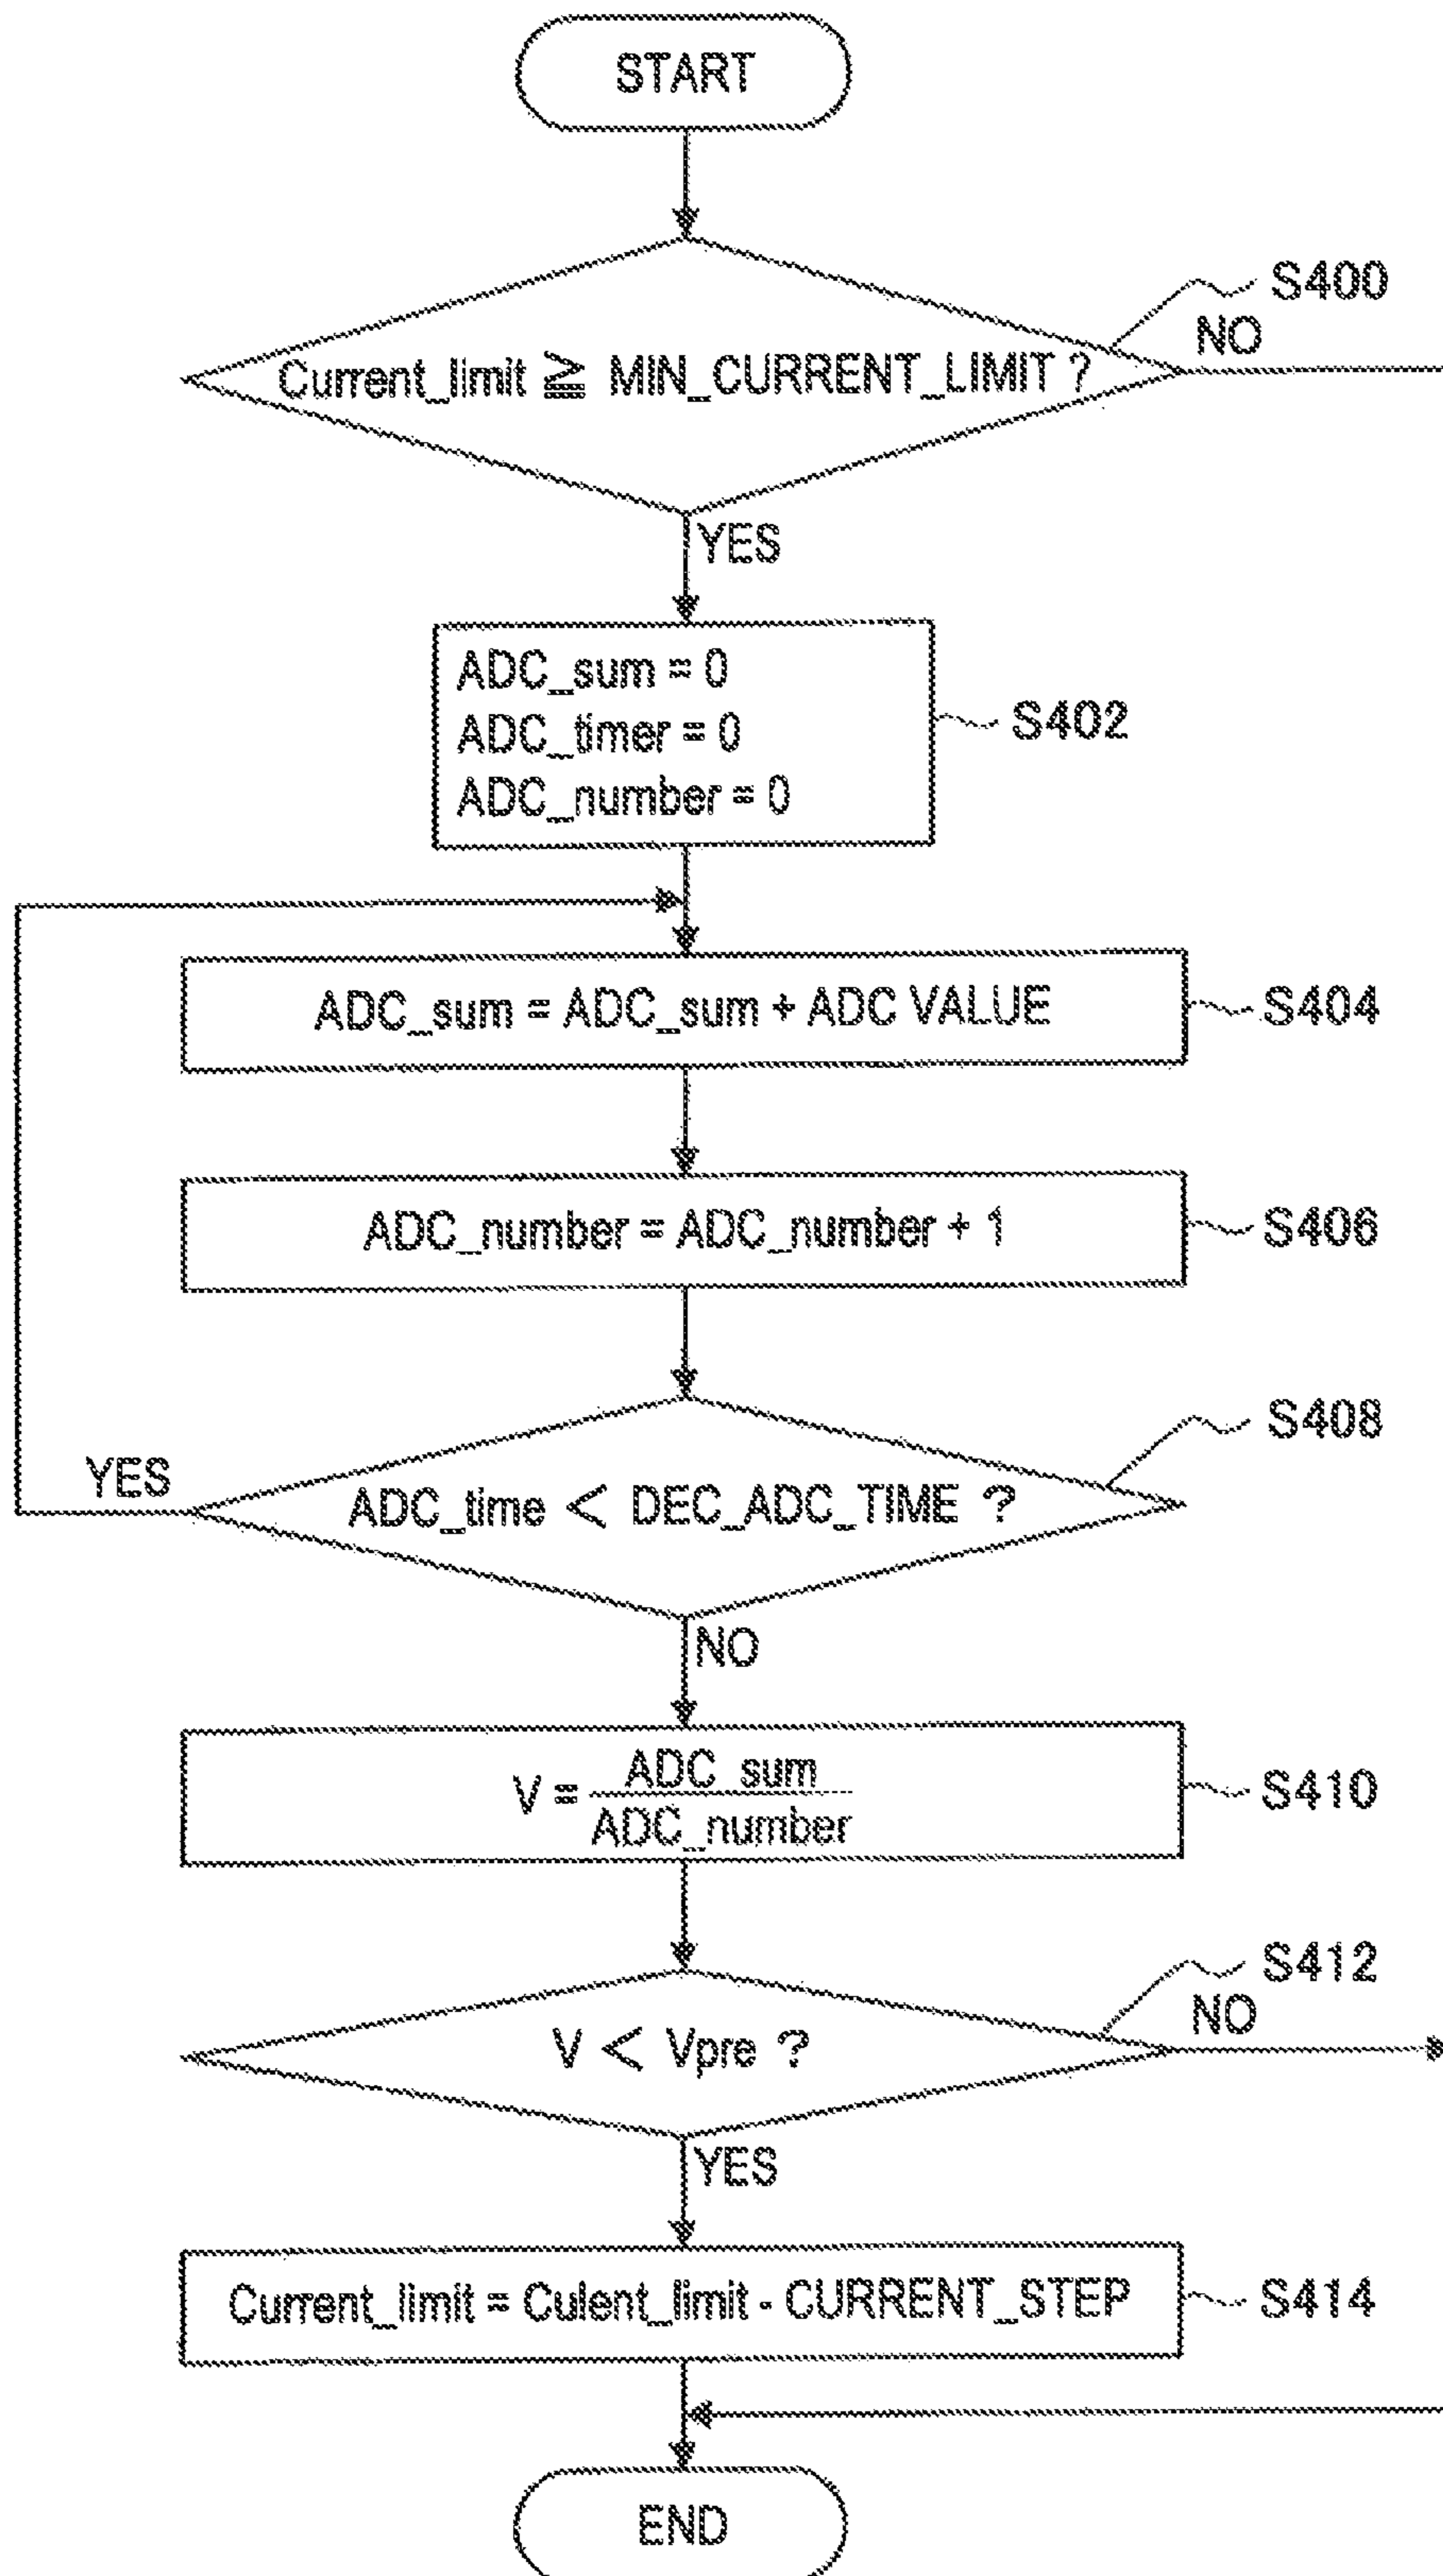 START
S400
NO
Current_limit ≧ MIN_CURRENT_LIMIT ?
YES
ADC_sum = 0
ADC_timer = 0
ADC_number = 0
S402
ADC_sum = ADC_sum + ADC VALUE
S404
ADC_number = ADC_number + 1
S406
S408
YES
ADC_time < DEC_ADC_TIME ?
NO
V = ADC_sum / ADC_number
S410
S412
NO
V < Vpre ?
YES
Current_limit = Culent_limit - CURRENT_STEP
S414
END